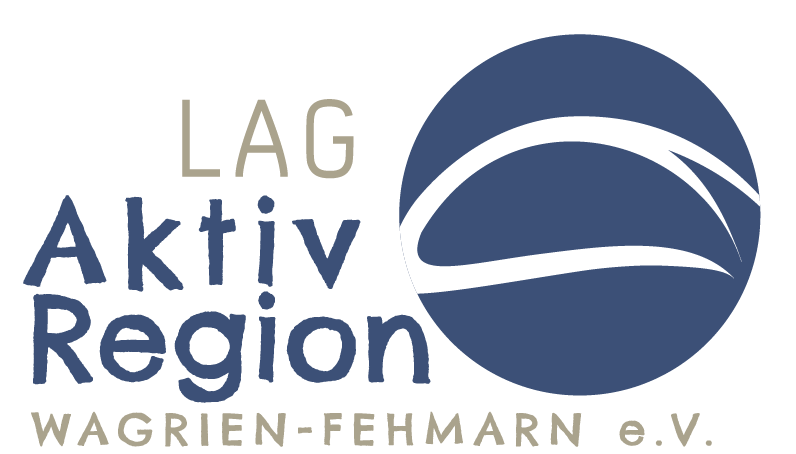 LAG
Aktiv
Region
WAGRIEN-FEHMARN e.V.